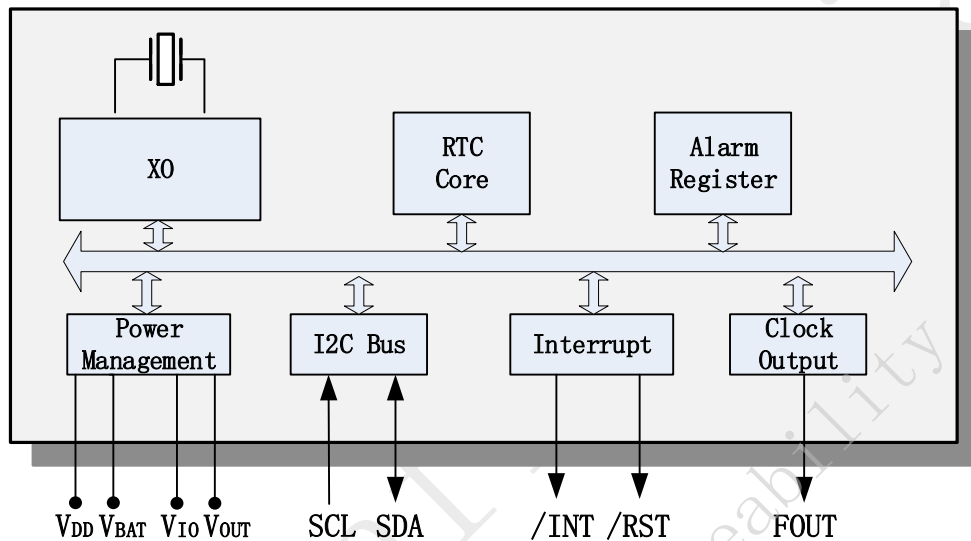 XO
RTC
Core
Alarm
Register
Power
Management
I2C Bus
Interrupt
Clock
Output
VDD VBAT VIO VOUT SCL SDA /INT /RST FOUT